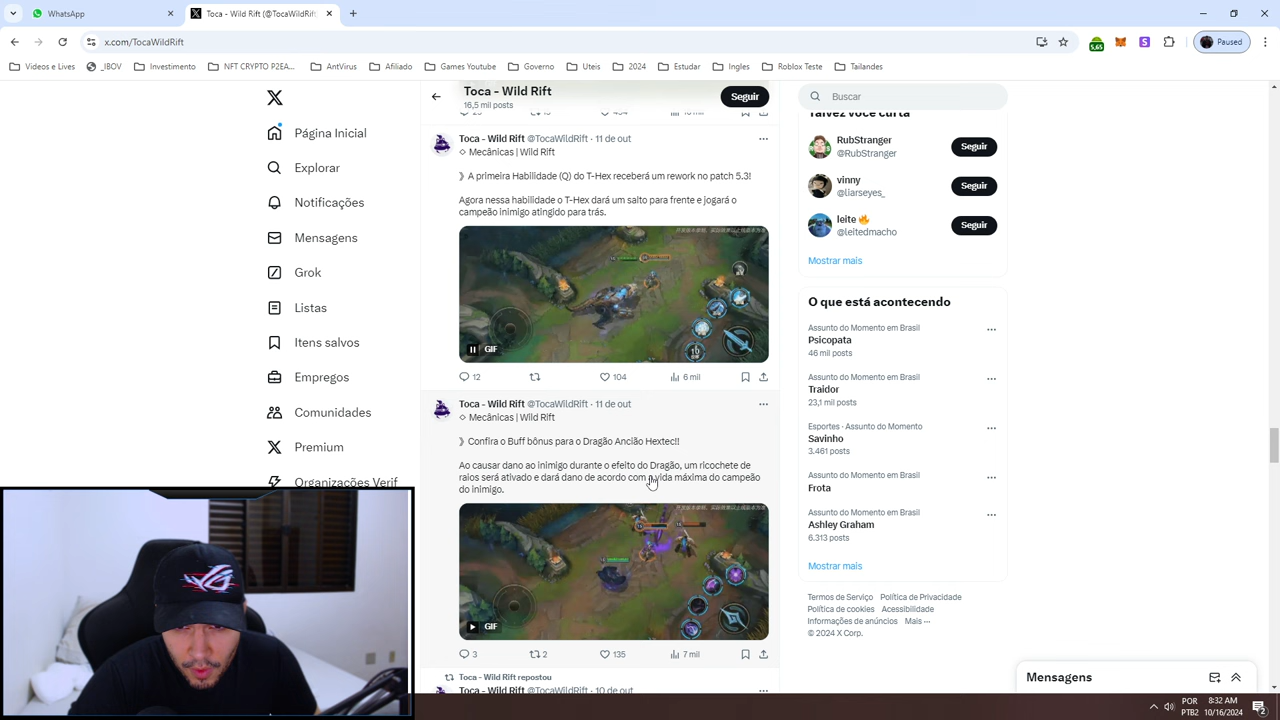 WhatsApp
Toca - Wild Rift (@TocaWildRift
x.com/TocaWildRift
5,65
S
Paused
Videos e Lives
_IBOV
Investimento
NFT CRYPTO P2EA...
AntVirus
Afiliado
Games Youtube
Governo
Uteis
2024
Estudar
Ingles
Roblox Teste
Tailandes
Página Inicial
Explorar
Notificações
Mensagens
Grok
Listas
Itens salvos
Empregos
Comunidades
Premium
Organizações Verif
Toca - Wild Rift
16,5 mil posts
Seguir
Toca - Wild Rift @TocaWildRift · 11 de out
◇ Mecânicas | Wild Rift
》A primeira Habilidade (Q) do T-Hex receberá um rework no patch 5.3!
Agora nessa habilidade o T-Hex dará um salto para frente e jogará o
campeão inimigo atingido para trás.
GIF
12
104
6 mil
Toca - Wild Rift @TocaWildRift · 11 de out
◇ Mecânicas | Wild Rift
》Confira o Buff bônus para o Dragão Ancião Hextec!!
Ao causar dano ao inimigo durante o efeito do Dragão, um ricochete de
raios será ativado e dará dano de acordo com a vida máxima do campeão
do inimigo.
GIF
3
2
135
7 mil
Toca - Wild Rift repostou
Toca - Wild Rift @TocaWildRift · 10 de out
Buscar
Talvez você curta
RubStranger
@RubStranger
Seguir
vinny
@liarseyes_
Seguir
leite 🔥
@leitedmacho
Seguir
Mostrar mais
O que está acontecendo
Assunto do Momento em Brasil
Psicopata
46 mil posts
Assunto do Momento em Brasil
Traidor
23,1 mil posts
Esportes · Assunto do Momento
Savinho
3.461 posts
Assunto do Momento em Brasil
Frota
Assunto do Momento em Brasil
Ashley Graham
6.313 posts
Mostrar mais
Termos de Serviço Política de Privacidade
Política de cookies Acessibilidade
Informações de anúncios Mais ···
© 2024 X Corp.
Mensagens
POR
PTB2
8:32 AM
10/16/2024
2